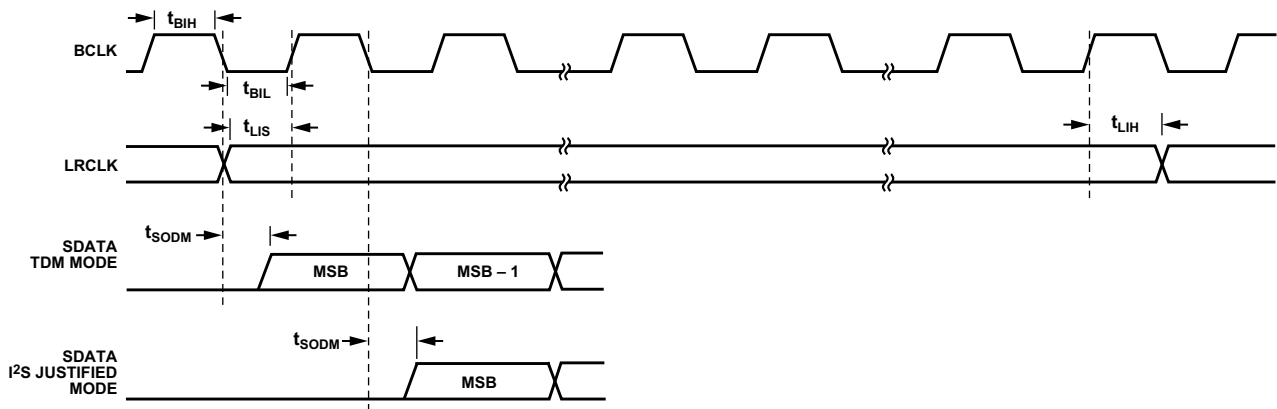 tBIH
BCLK
tBIL
tLIS
tLIH
LRCLK
tSODM
SDATA
TDM MODE
MSB
MSB – 1
tSODM
SDATA
I2S JUSTIFIED
MODE
MSB